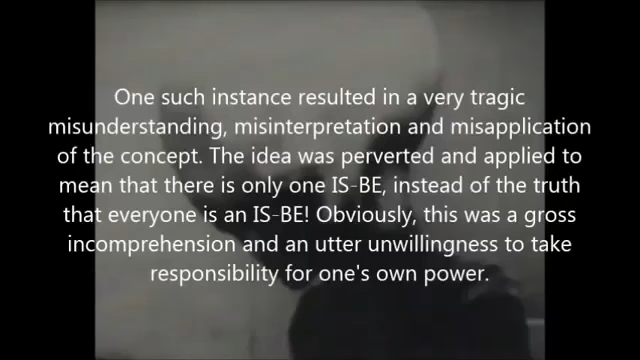 One such instance resulted in a very tragic
misunderstanding, misinterpretation and misapplication
of the concept. The idea was perverted and applied to
mean that there is only one IS-BE, instead of the truth
that everyone is an IS-BE! Obviously, this was a gross
incomprehension and an utter unwillingness to take
responsibility for one's own power.